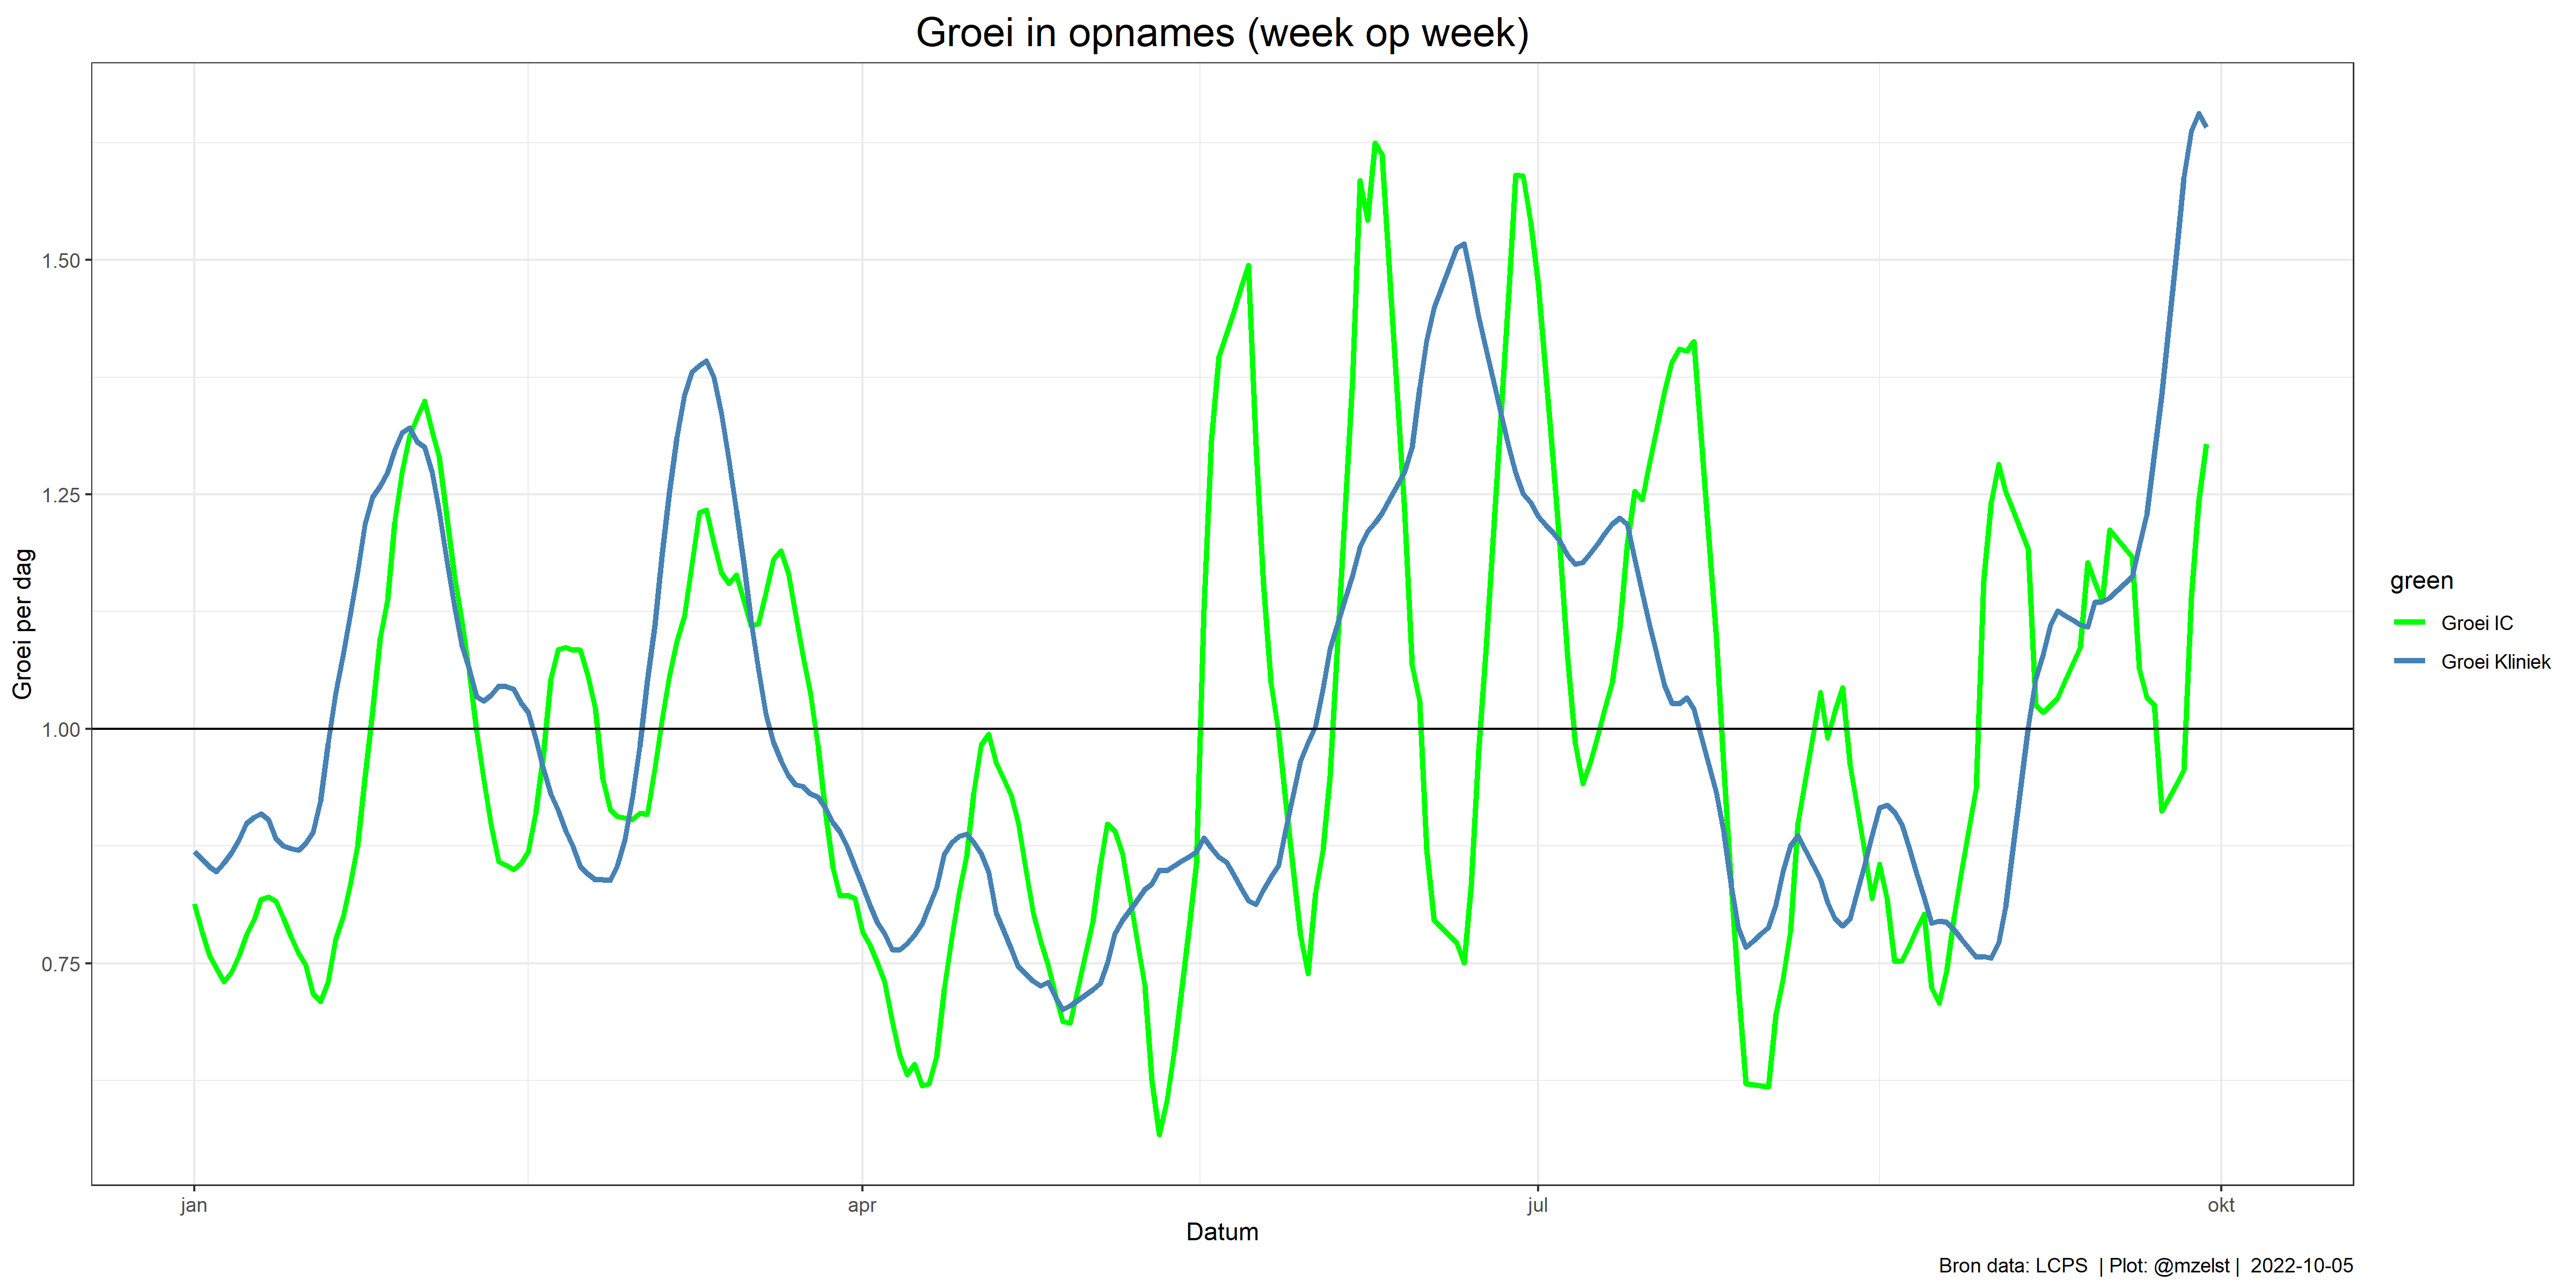 Groei in opnames (week op week)
Groei per dag
1.50
1.25
1.00
0.75
jan
apr
jul
okt
Datum
green
Groei IC
Groei Kliniek
Bron data: LCPS | Plot: @mzelst | 2022-10-05